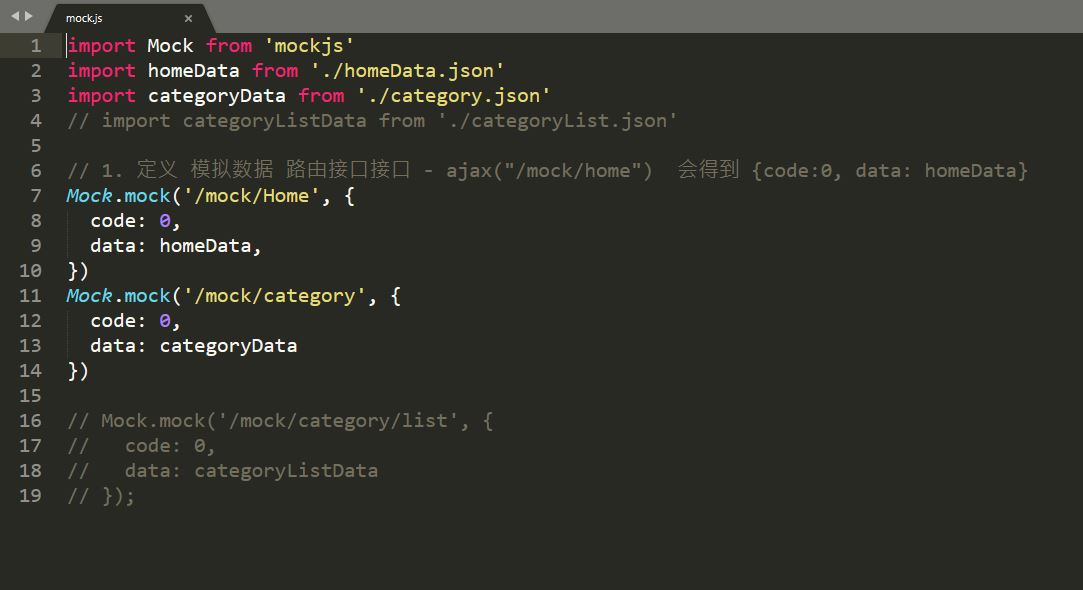 mock.js
1 import Mock from 'mockjs'
2 import homeData from './homeData.json'
3 import categoryData from './category.json'
4 // import categoryListData from './categoryList.json'
5
6 // 1. 定义 模拟数据 路由接口接口 - ajax("/mock/home")  会得到 {code:0, data: homeData}
7 Mock.mock('/mock/Home', {
8   code: 0,
9   data: homeData,
10 })
11 Mock.mock('/mock/category', {
12   code: 0,
13   data: categoryData
14 })
15
16 // Mock.mock('/mock/category/list', {
17 //   code: 0,
18 //   data: categoryListData
19 // });